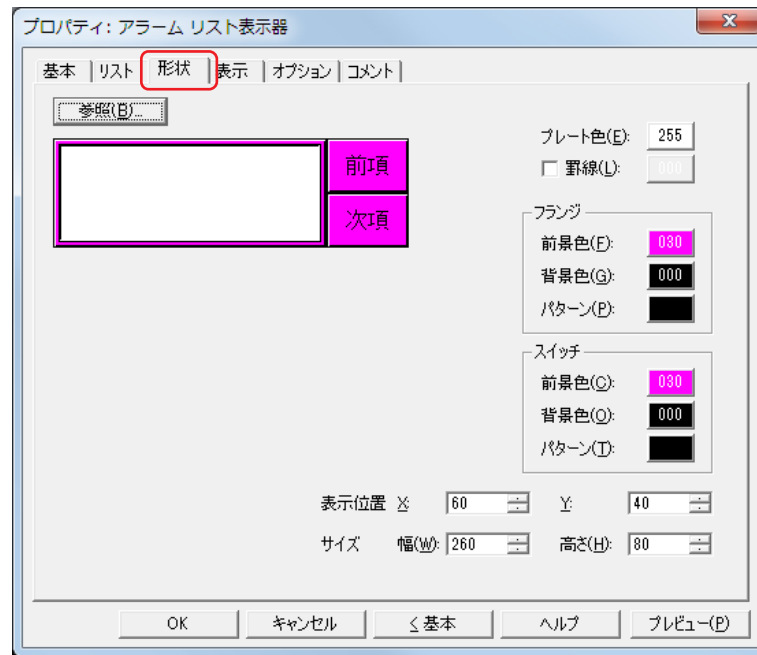 プロパティ: アラーム リスト表示器
基本 リスト 形状 表示 オプション コメント
参照(B)...
前項
次項
プレート色(E): 255
罫線(L): 000
フランジ
前景色(F): 030
背景色(G): 000
パターン(P):
スイッチ
前景色(C): 030
背景色(O): 000
パターン(T):
表示位置 X: 60 Y: 40
サイズ 幅(W): 260 高さ(H): 80
OK キャンセル < 基本 ヘルプ プレビュー(P)